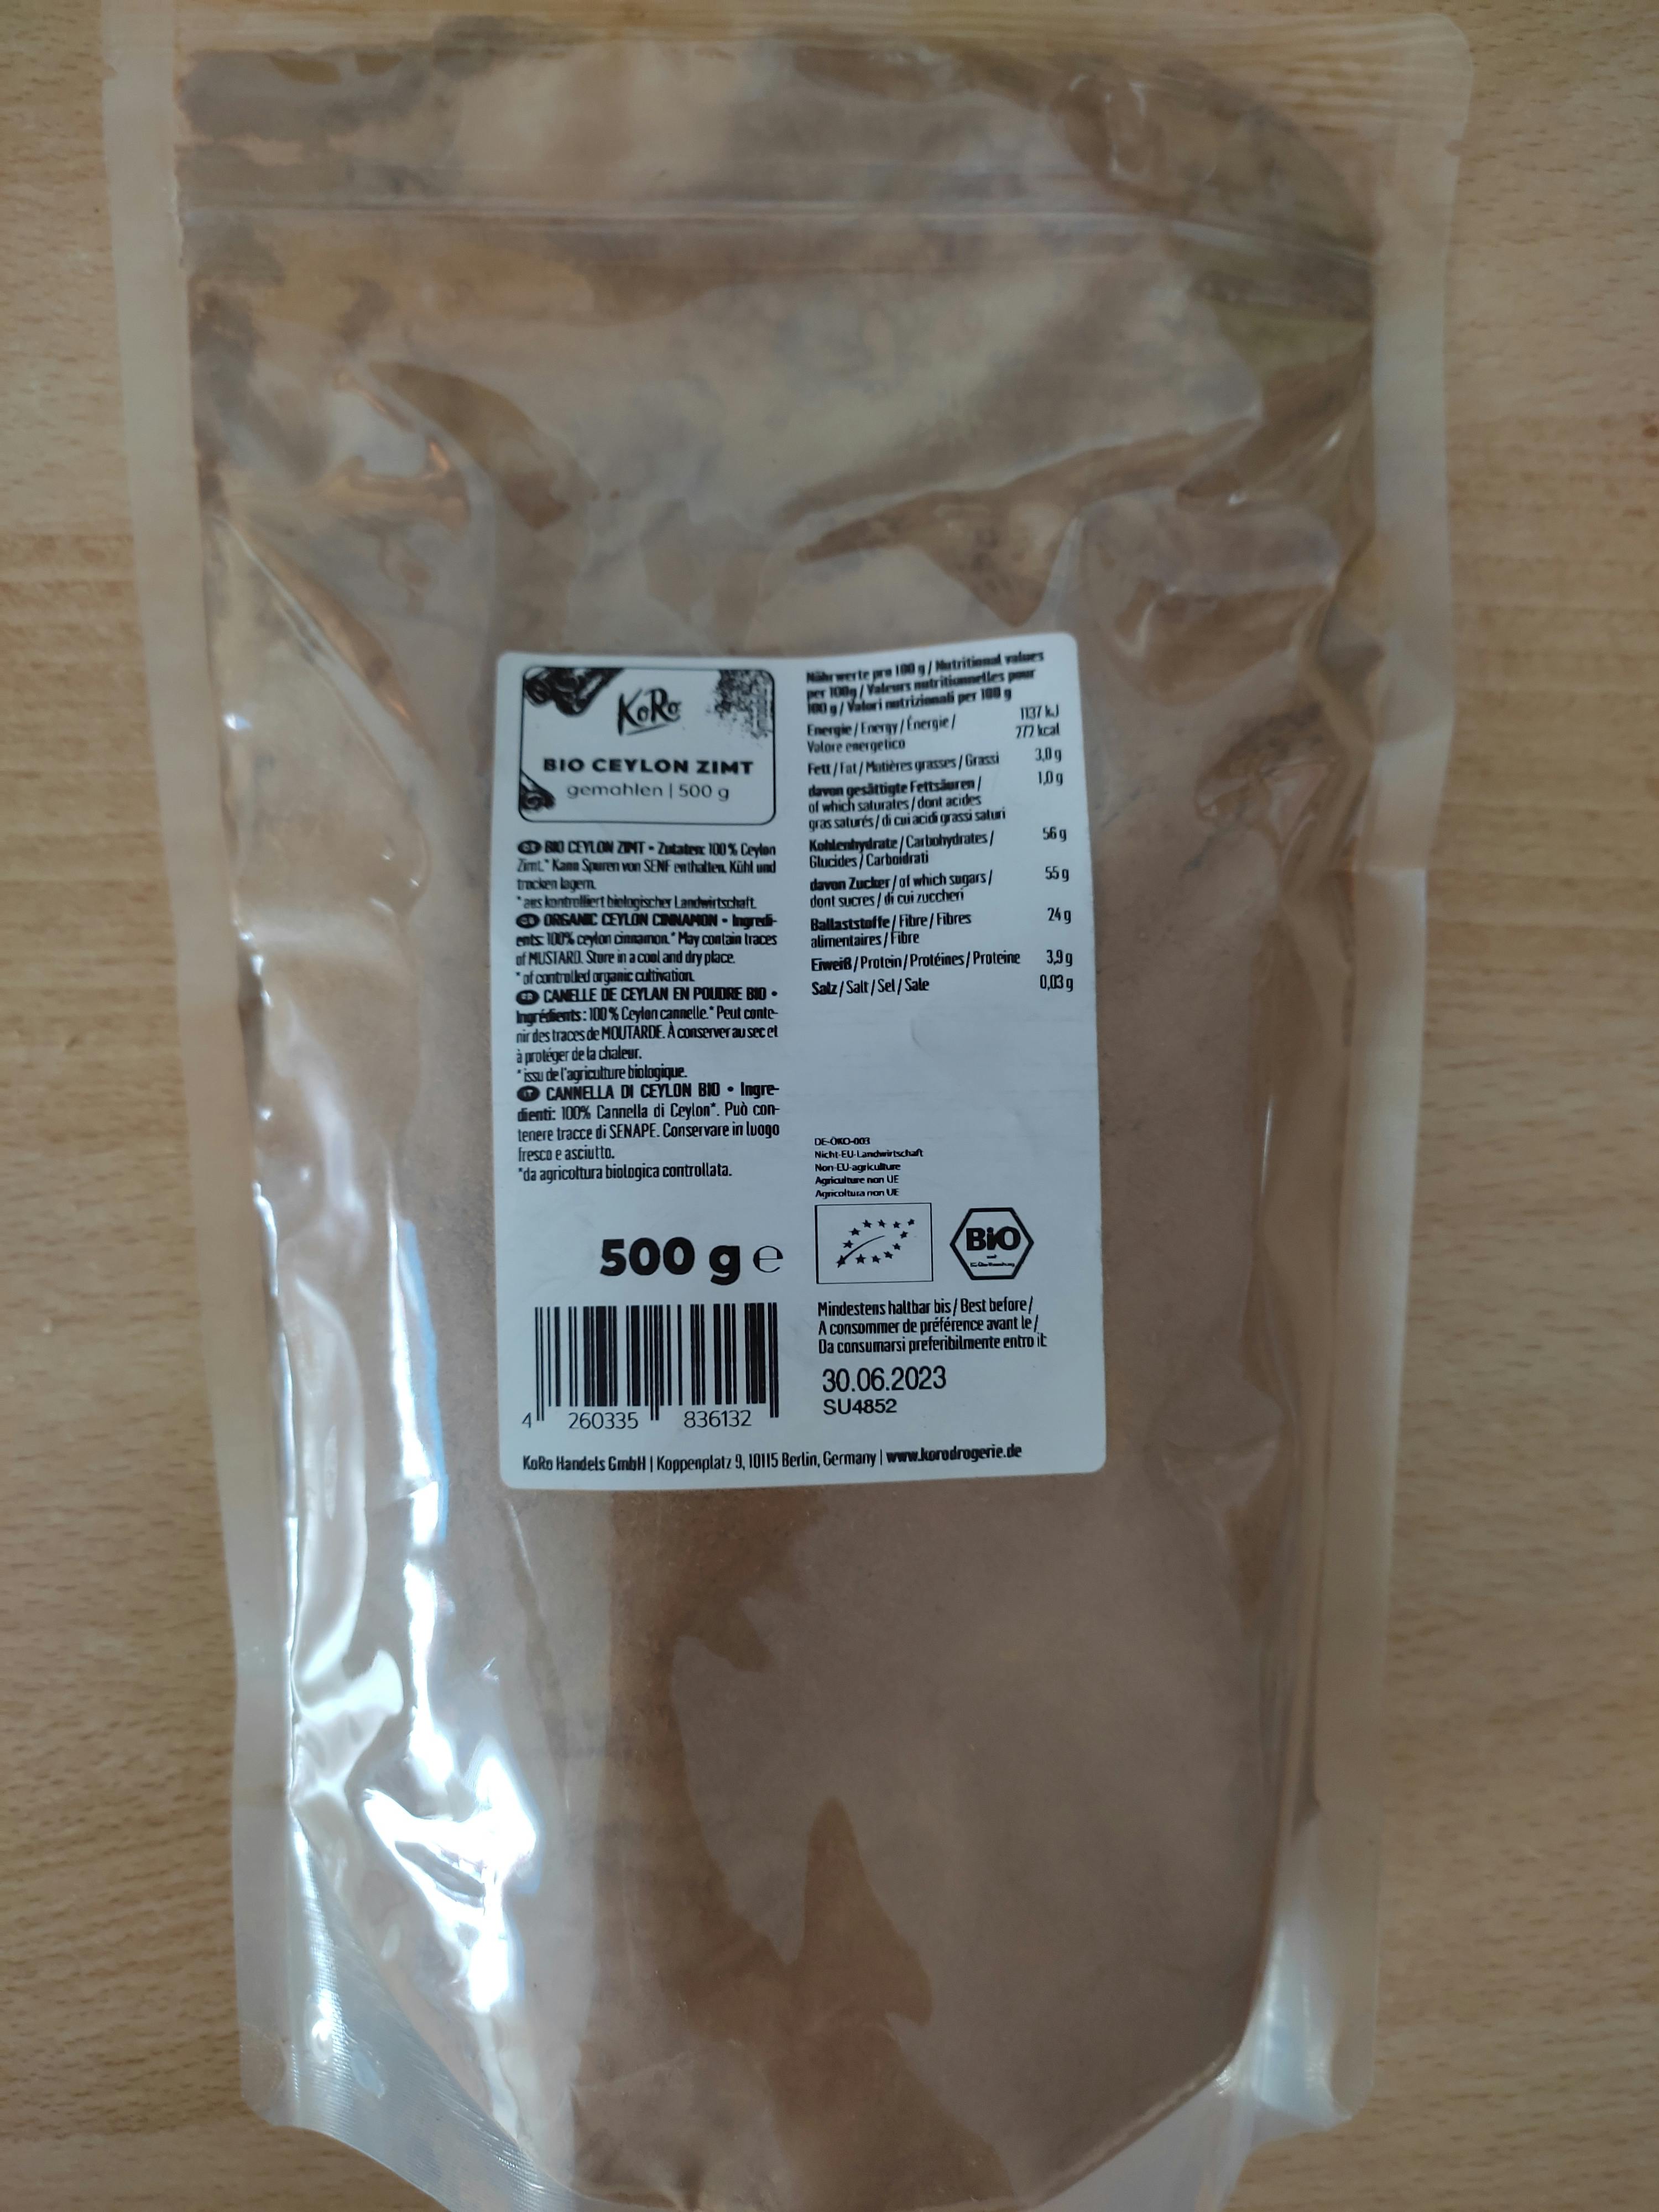 KoRo
BIO CEYLON ZIMT
gemahlen | 500 g
DE BIO CEYLON ZIMT • Zutaten: 100 % Ceylon
Zimt.* Kann Spuren von SENF enthalten. Kühl und
trocken lagern.
*aus kontrolliert biologischer Landwirtschaft.
ORGANIC CEYLON CINNAMON • Ingredi-
ents: 100% ceylon cinnamon.* May contain traces
of MUSTARD. Store in a cool and dry place.
*of controlled organic cultivation.
FR CANELLE DE CEYLAN EN POUDRE BIO •
Ingrédients : 100 % Ceylon cannelle.* Peut conte-
nir des traces de MOUTARDE. À conserver au sec et
à protéger de la chaleur.
*issu de l'agriculture biologique.
IT CANNELLA DI CEYLON BIO • Ingre-
dienti: 100% Cannella di Ceylon*. Può con-
tenere tracce di SENAPE. Conservare in luogo
fresco e asciutto.
*da agricoltura biologica controllata.
500 g e
4 260335 836132
Nährwerte pro 100 g / Nutritional values
per 100g / Valeurs nutritionnelles pour
100 g / Valori nutrizionali per 100 g
Energie / Energy / Énergie / 1137 kJ
Valore energetico 272 kcal
Fett / Fat / Matières grasses / Grassi 3,0 g
davon gesättigte Fettsäuren / 1,0 g
of which saturates / dont acides
gras saturés / di cui acidi grassi saturi
Kohlenhydrate / Carbohydrates / 56 g
Glucides / Carboidrati
davon Zucker / of which sugars / 55 g
dont sucres / di cui zuccheri
Ballaststoffe / Fibre / Fibres 24 g
alimentaires / Fibre
Eiweiß / Protein / Protéines / Proteine 3,9 g
Salz / Salt / Sel / Sale 0,03 g
DE-ÖKO-003
Nicht-EU-Landwirtschaft
Non-EU-agriculture
Agriculture non UE
Agricoltura non UE
BiO
Mindestens haltbar bis / Best before /
A consommer de préférence avant le /
Da consumarsi preferibilmente entro il:
30.06.2023
SU4852
KoRo Handels GmbH | Koppenplatz 9, 10115 Berlin, Germany | www.korodrogerie.de